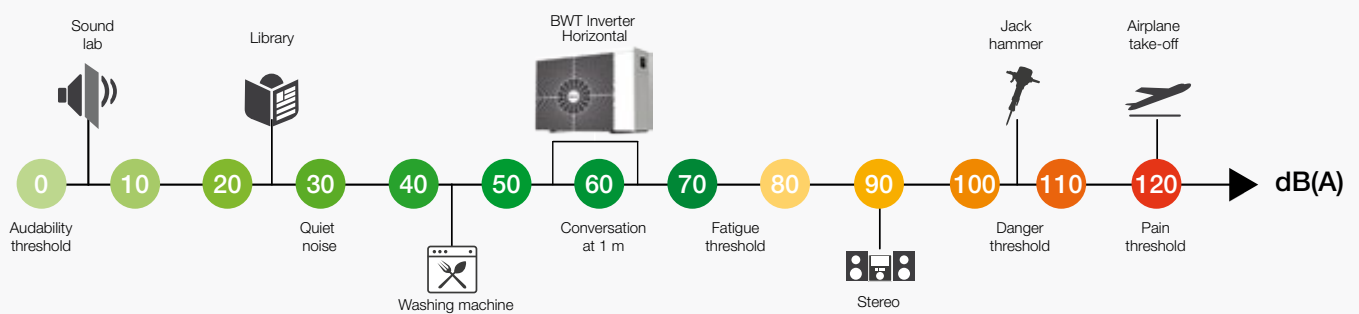 Sound
lab
Library
BWT Inverter
Horizontal
Jack
hammer
Airplane
take-off
0
10
20
30
40
50
60
70
80
90
100
110
120
dB(A)
Audability
threshold
Quiet
noise
Conversation
at 1 m
Fatigue
threshold
Danger
threshold
Pain
threshold
Washing machine
Stereo